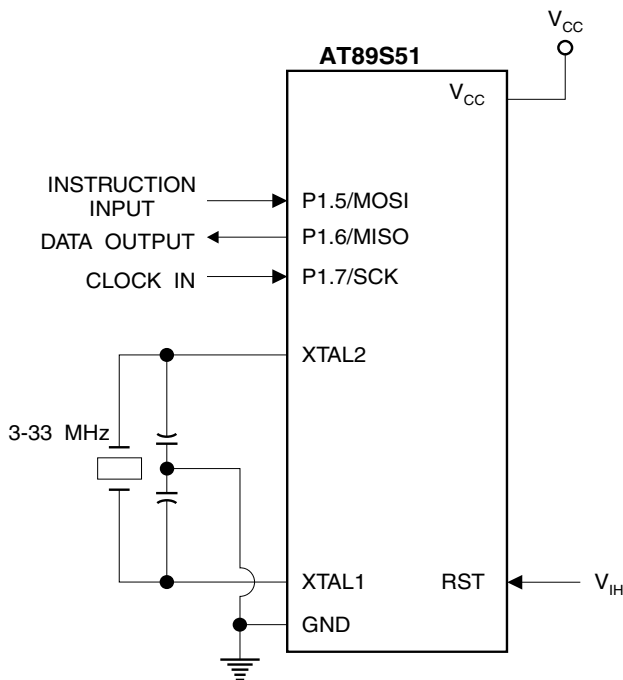 V_CC
AT89S51
V_CC
INSTRUCTION
INPUT
P1.5/MOSI
DATA OUTPUT
P1.6/MISO
CLOCK IN
P1.7/SCK
XTAL2
3-33 MHz
XTAL1
RST
V_IH
GND